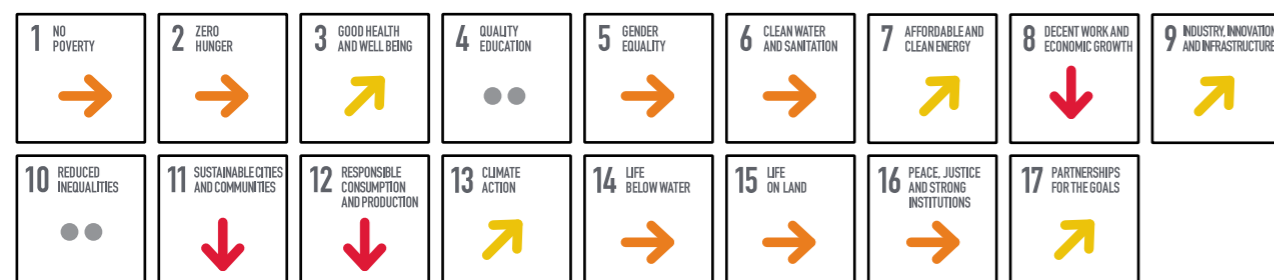 1 NO
POVERTY
2 ZERO
HUNGER
3 GOOD HEALTH
AND WELL BEING
4 QUALITY
EDUCATION
5 GENDER
EQUALITY
6 CLEAN WATER
AND SANITATION
7 AFFORDABLE AND
CLEAN ENERGY
8 DECENT WORK AND
ECONOMIC GROWTH
9 INDUSTRY, INNOVATION
AND INFRASTRUCTURE
10 REDUCED
INEQUALITIES
11 SUSTAINABLE CITIES
AND COMMUNITIES
12 RESPONSIBLE
CONSUMPTION
AND PRODUCTION
13 CLIMATE
ACTION
14 LIFE
BELOW WATER
15 LIFE
ON LAND
16 PEACE, JUSTICE
AND STRONG
INSTITUTIONS
17 PARTNERSHIPS
FOR THE GOALS